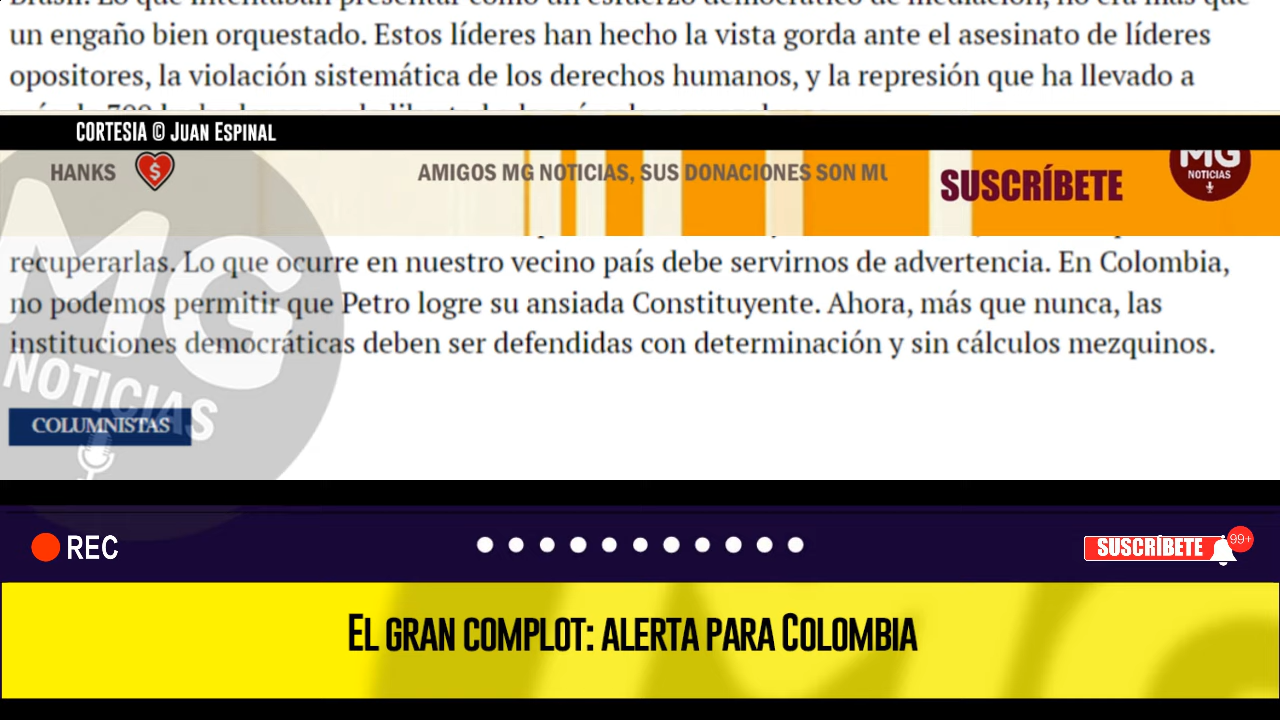 Brasil. Lo que intentaban presentar como un esfuerzo democrático de mediación, no era más que
un engaño bien orquestado. Estos líderes han hecho la vista gorda ante el asesinato de líderes
opositores, la violación sistemática de los derechos humanos, y la represión que ha llevado a
CORTESIA © JUAN ESPINAL
HANKS
AMIGOS MG NOTICIAS, SUS DONACIONES SON MU
SUSCRÍBETE
MG
NOTICIAS
recuperarlas. Lo que ocurre en nuestro vecino país debe servirnos de advertencia. En Colombia,
no podemos permitir que Petro logre su ansiada Constituyente. Ahora, más que nunca, las
instituciones democráticas deben ser defendidas con determinación y sin cálculos mezquinos.
MG
NOTICIAS
COLUMNISTAS
REC
SUSCRÍBETE
99+
EL GRAN COMPLOT: ALERTA PARA COLOMBIA